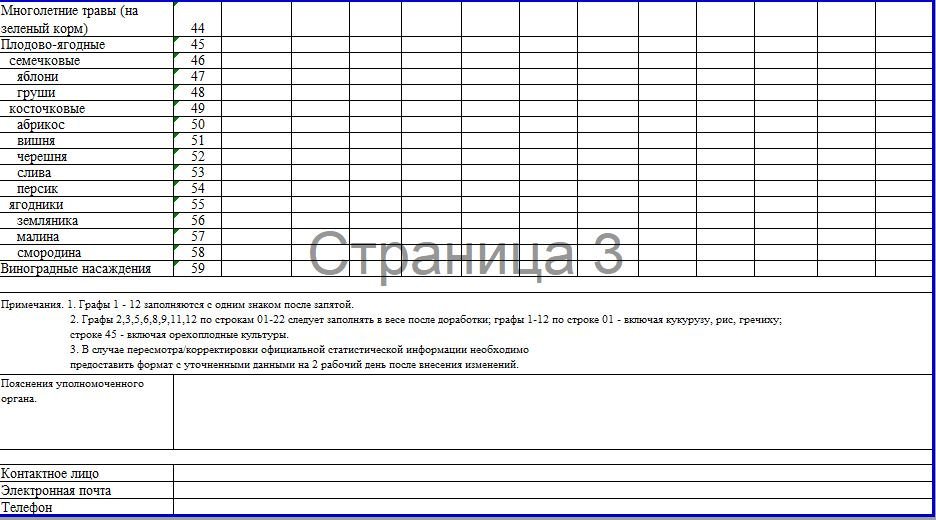 Многолетние травы (на
зеленый корм) 44
Плодово-ягодные 45
семечковые 46
яблони 47
груши 48
косточковые 49
абрикос 50
вишня 51
черешня 52
слива 53
персик 54
ягодники 55
земляника 56
малина 57
смородина 58
Виноградные насаждения 59
Страница 3
Примечания. 1. Графы 1 - 12 заполняются с одним знаком после запятой.
2. Графы 2,3,5,6,8,9,11,12 по строкам 01-22 следует заполнять в весе после доработки; графы 1-12 по строке 01 - включая кукурузу, рис, гречиху;
строке 45 - включая орехоплодные культуры.
3. В случае пересмотра/корректировки официальной статистической информации необходимо
предоставить формат с уточненными данными на 2 рабочий день после внесения изменений.
Пояснения уполномоченного
органа.
Контактное лицо
Электронная почта
Телефон